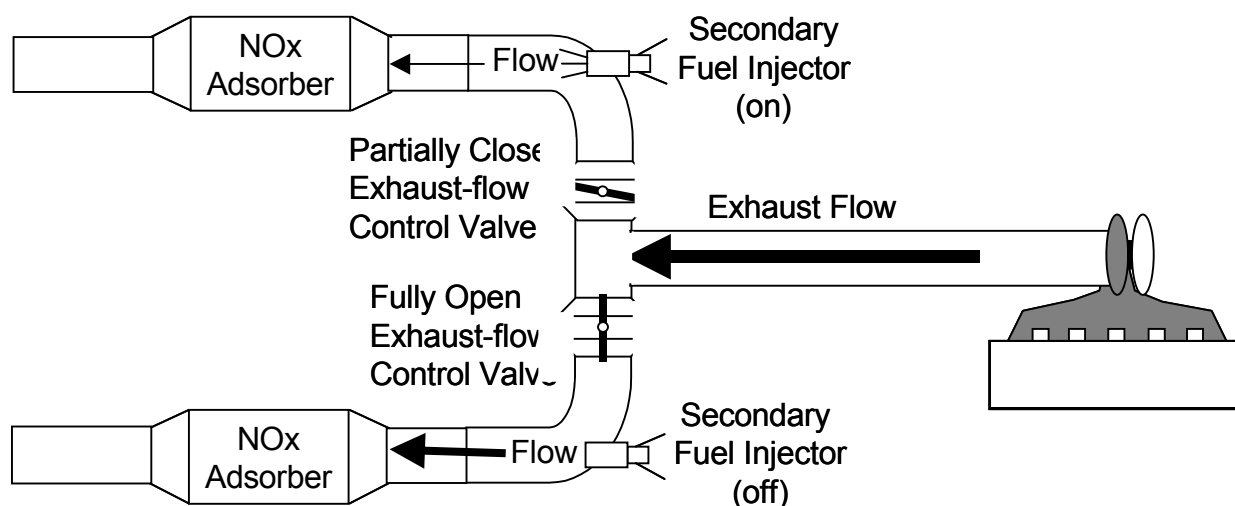 NOx
Adsorber
Flow
Secondary
Fuel Injector
(on)
Partially Close
Exhaust-flow
Control Valve
Exhaust Flow
Fully Open
Exhaust-flow
Control Valv
NOx
Adsorber
Flow
Secondary
Fuel Injector
(off)